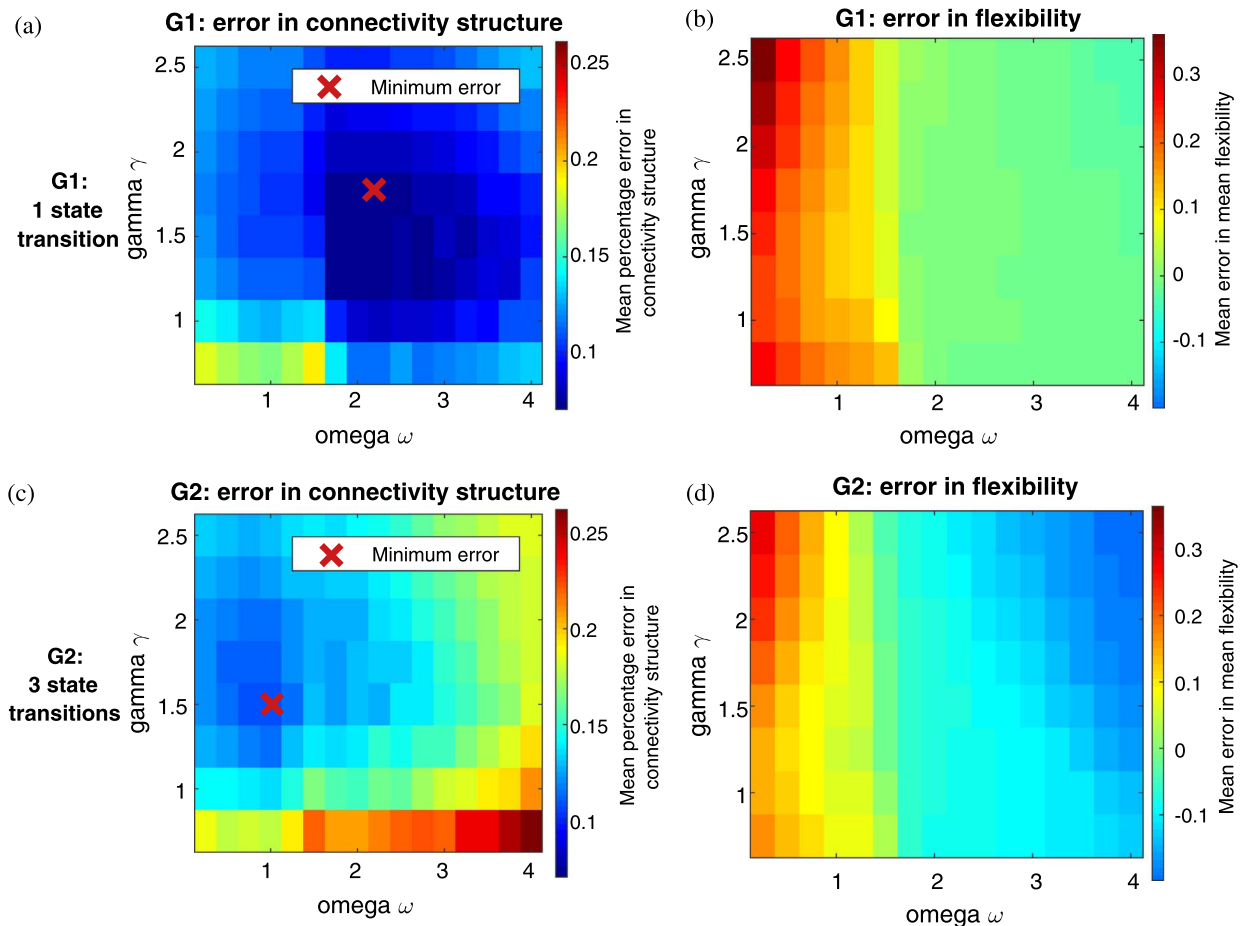 (a)
G1: error in connectivity structure
2.5
2
1.5
1
gamma γ
1
2
3
4
omega ω
Minimum error
0.25
0.2
0.15
0.1
Mean percentage error in
connectivity structure
G1:
1 state
transition
(b)
G1: error in flexibility
2.5
2
1.5
1
gamma γ
1
2
3
4
omega ω
0.3
0.2
0.1
0
-0.1
Mean error in mean flexibility
(c)
G2: error in connectivity structure
2.5
2
1.5
1
gamma γ
1
2
3
4
omega ω
Minimum error
0.25
0.2
0.15
0.1
Mean percentage error in
connectivity structure
G2:
3 state
transitions
(d)
G2: error in flexibility
2.5
2
1.5
1
gamma γ
1
2
3
4
omega ω
0.3
0.2
0.1
0
-0.1
Mean error in mean flexibility